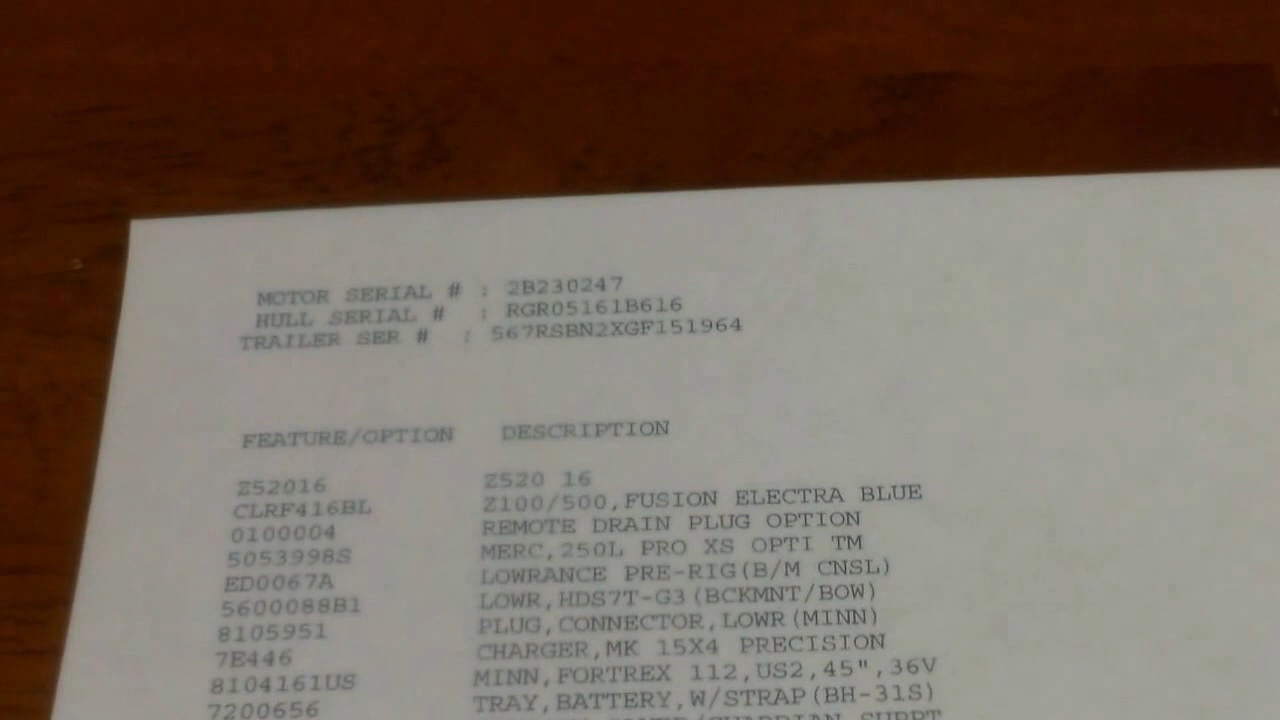 MOTOR SERIAL # : 2B230247
HULL SERIAL # : RGR05161B616
TRAILER SER # : 567RSBN2XGF151964
FEATURE/OPTION DESCRIPTION
Z52016 Z520 16
CLRF416BL Z100/500,FUSION ELECTRA BLUE
0100004 REMOTE DRAIN PLUG OPTION
5053998S MERC,250L PRO XS OPTI TM
ED0067A LOWRANCE PRE-RIG(B/M CNSL)
5600088B1 LOWR,HDS7T-G3(BCKMNT/BOW)
8105951 PLUG,CONNECTOR,LOWR(MINN)
7E446 CHARGER,MK 15X4 PRECISION
8104161US MINN,FORTREX 112,US2,45",36V
7200656 TRAY,BATTERY,W/STRAP(BH-31S)